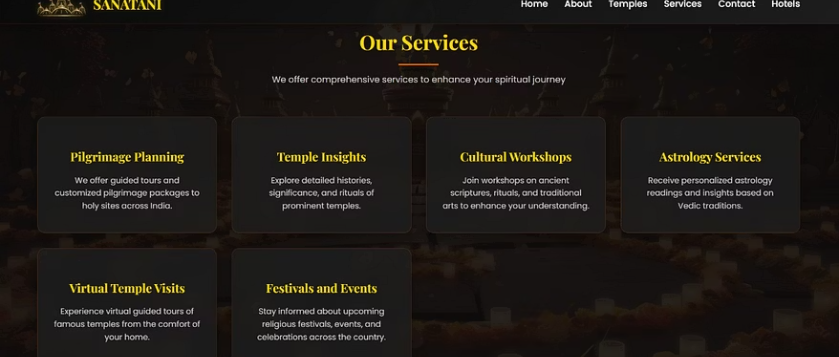 SANATANI
Home About Temples Services Contact Hotels
Our Services
We offer comprehensive services to enhance your spiritual journey
Pilgrimage Planning
We offer guided tours and
customized pilgrimage packages to
holy sites across India.
Temple Insights
Explore detailed histories,
significance, and rituals of
prominent temples.
Cultural Workshops
Join workshops on ancient
scriptures, rituals, and traditional
arts to enhance your understanding.
Astrology Services
Receive personalized astrology
readings and insights based on
Vedic traditions.
Virtual Temple Visits
Experience virtual guided tours of
famous temples from the comfort of
your home.
Festivals and Events
Stay informed about upcoming
religious festivals, events, and
celebrations across the country.